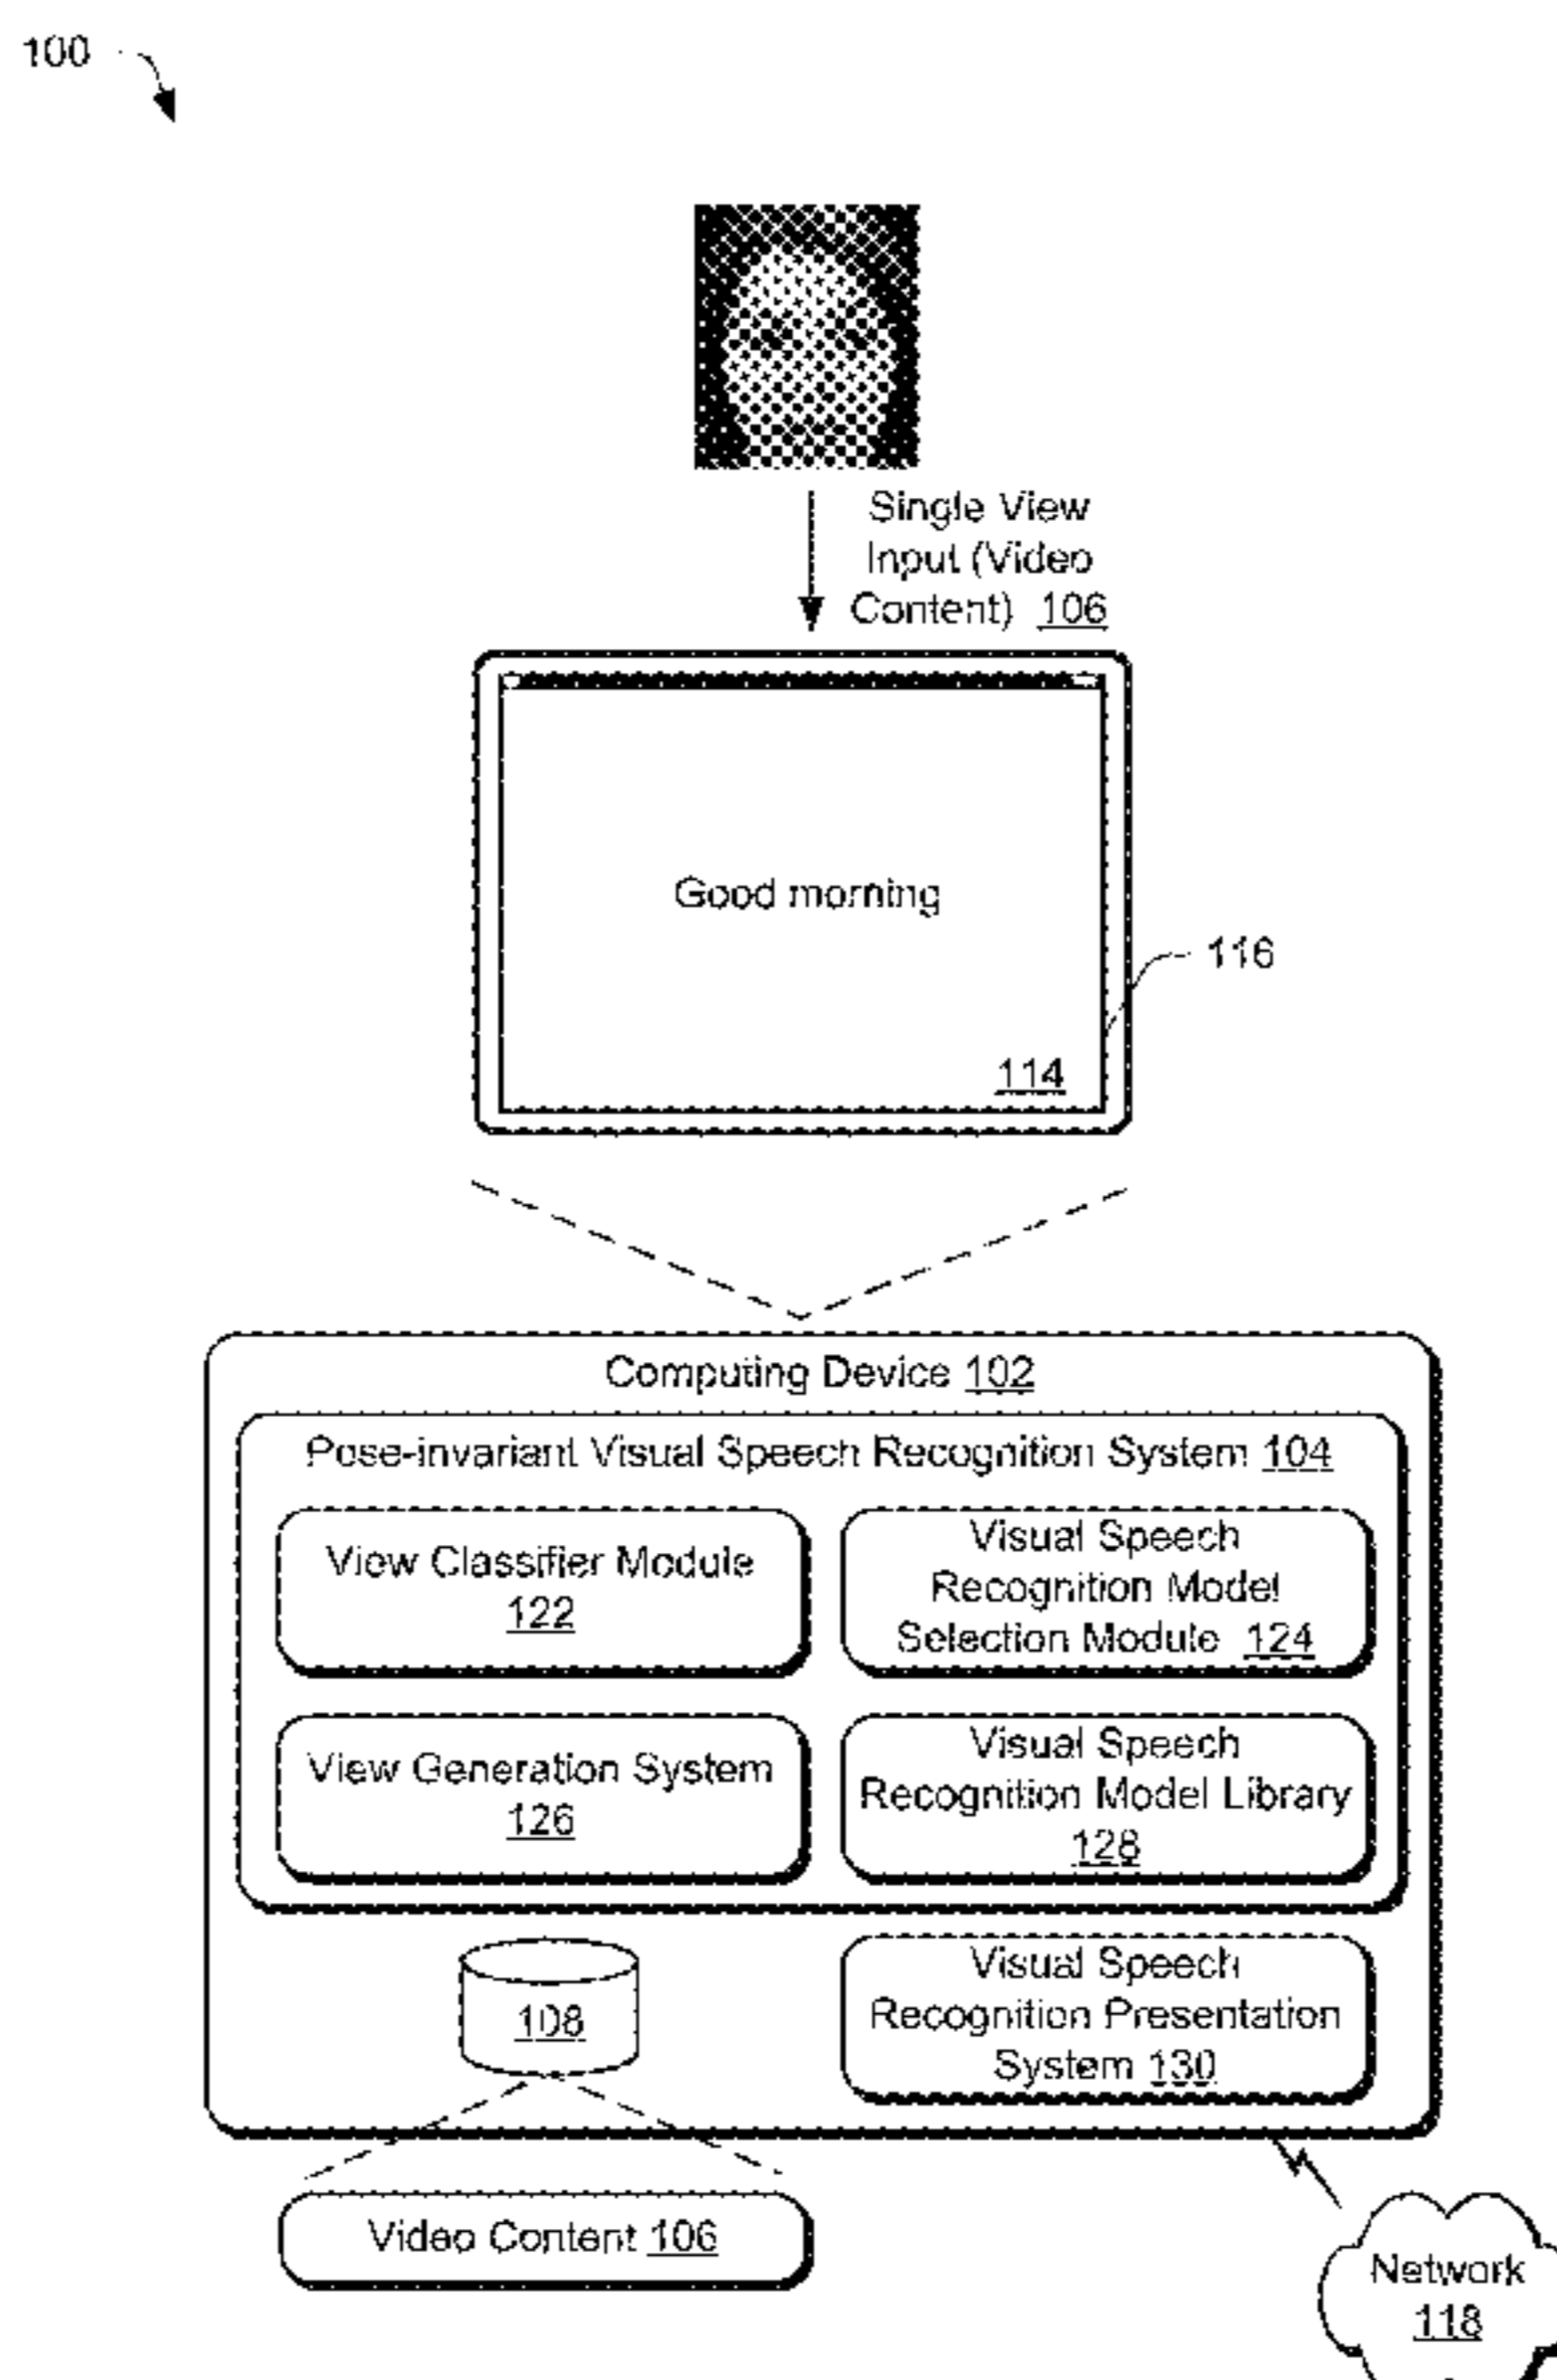 100
Single View
Input (Video
Content) 106
Good morning
116
114
Computing Device 102
Pose-invariant Visual Speech Recognition System 104
View Classifier Module
122
Visual Speech
Recognition Model
Selection Module 124
View Generation System
126
Visual Speech
Recognition Model Library
128
108
Visual Speech
Recognition Presentation
System 130
Video Content 106
Network
118